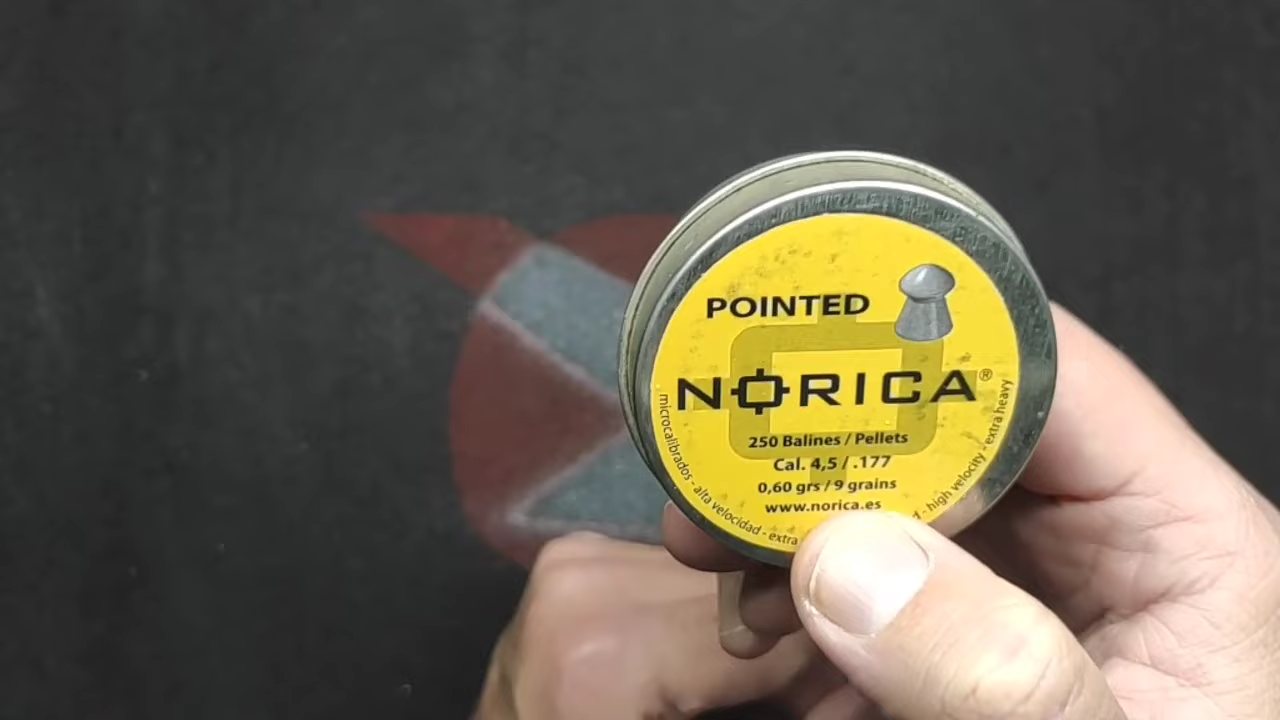 POINTED
NORICA®
250 Balines / Pellets
Cal. 4,5 / .177
0,60 grs / 9 grains
www.norica.es
microcalibrados - alta velocidad - extra
- high velocity - extra heavy